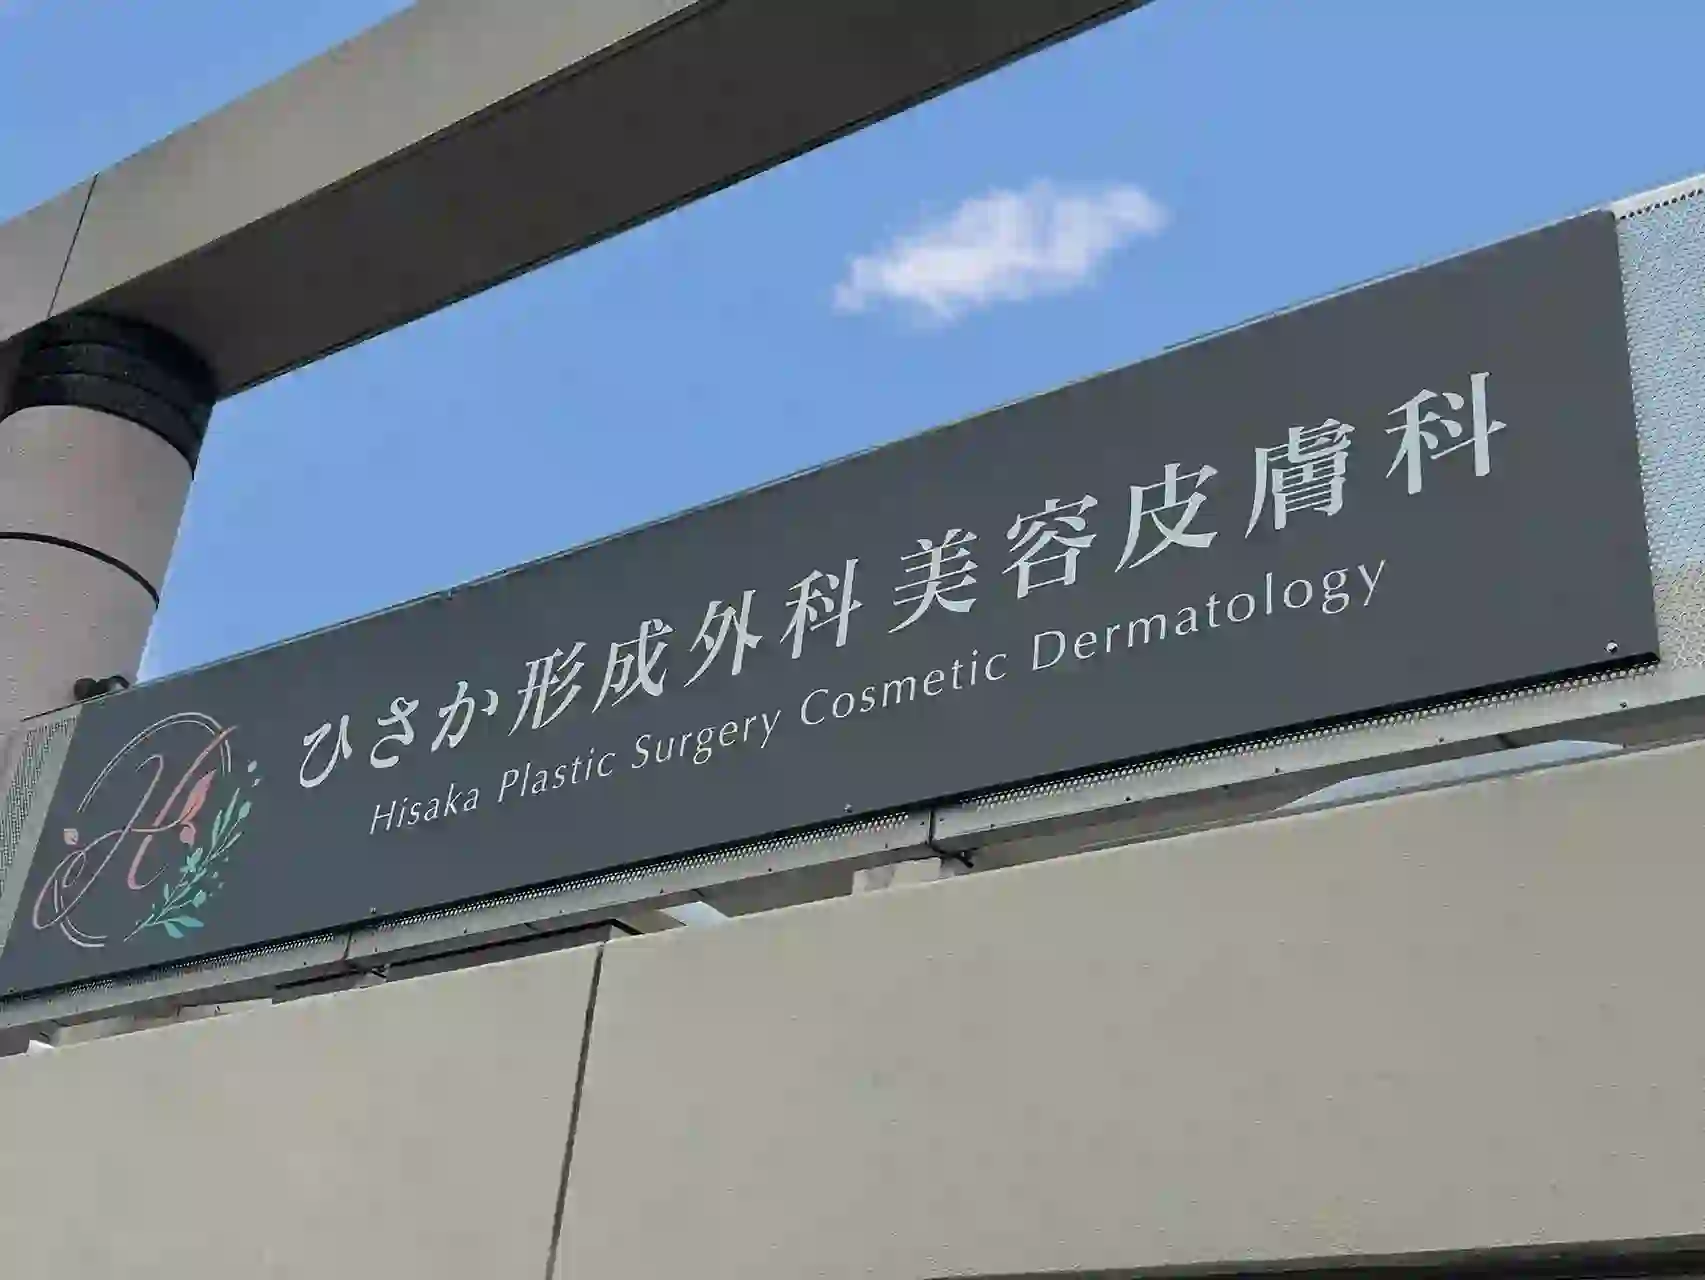 ひさか形成外科 美容皮膚科
Hisaka Plastic Surgery Cosmetic Dermatology
H